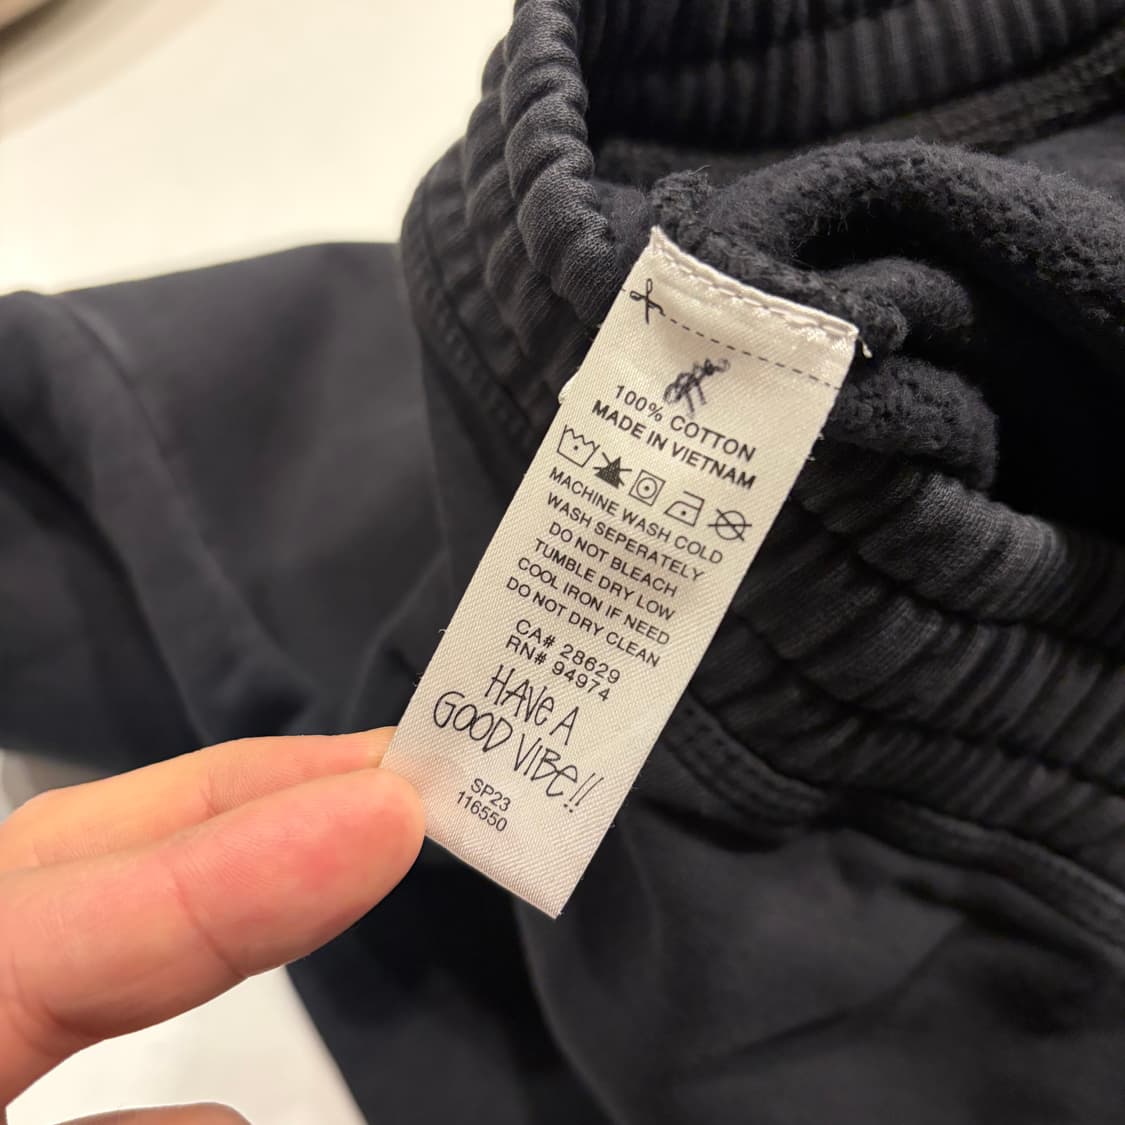 100% COTTON
MADE IN VIETNAM
MACHINE WASH COLD
WASH SEPERATELY
DO NOT BLEACH
TUMBLE DRY LOW
COOL IRON IF NEED
DO NOT DRY CLEAN
CA# 28629
RN# 94974
HAVE A
GOOD VIBE!!
SP23
116550